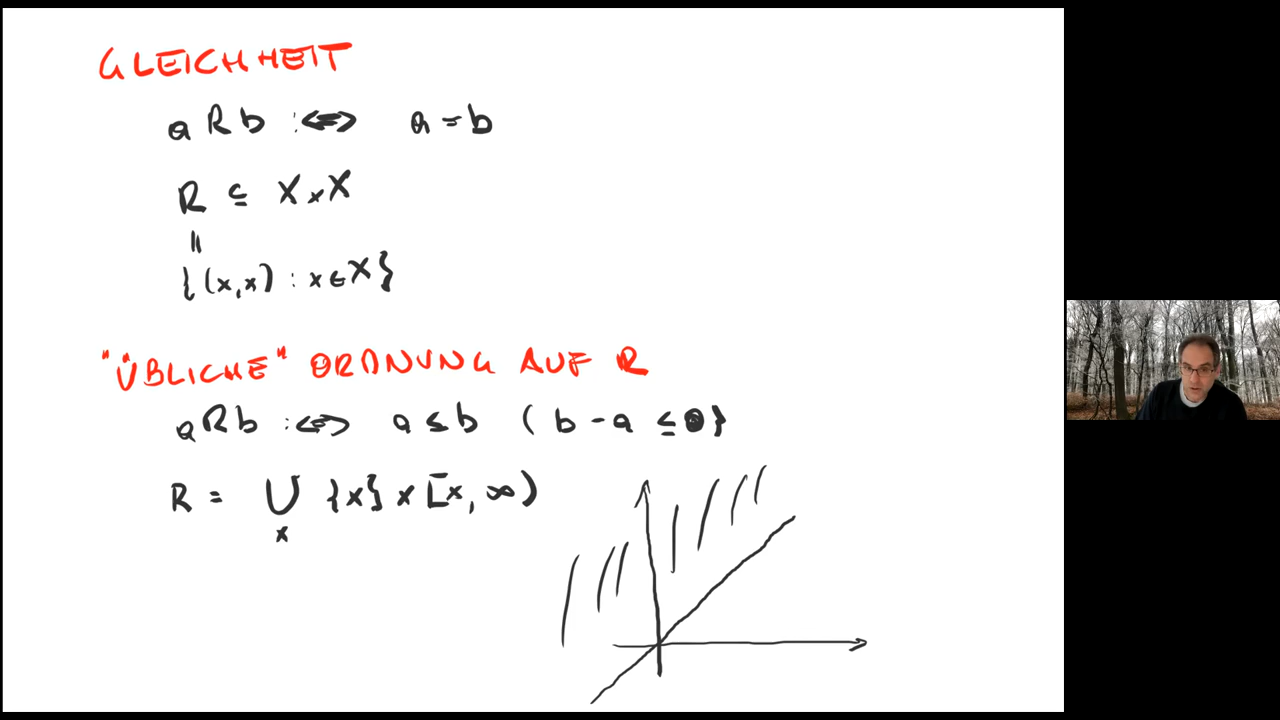 GLEICHHEIT
a R b :⇔ a = b
R ⊆ X × X
=
{(x,x) : x ∈ X}
"ÜBLICHE" ORDNUNG AUF R
a R b :⇔ a ≤ b (b - a ≤ 0}
R = ∪ {x} × [x, ∞)
x